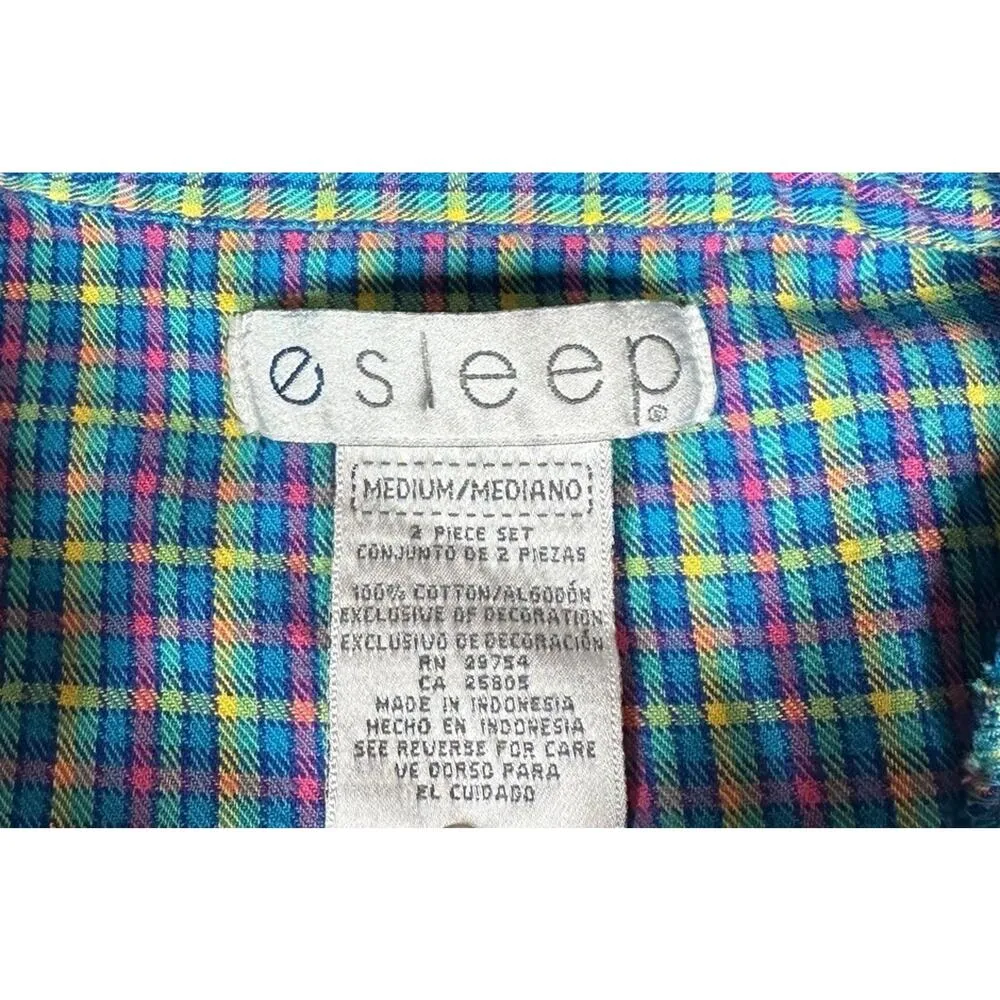 esleep®
MEDIUM/MEDIANO
2 PIECE SET
CONJUNTO DE 2 PIEZAS
100% COTTON/ALGODÓN
EXCLUSIVE OF DECORATION
EXCLUSIVO DE DECORACIÓN
RN 29754
CA 25805
MADE IN INDONESIA
HECHO EN INDONESIA
SEE REVERSE FOR CARE
VE DORSO PARA
EL CUIDADO